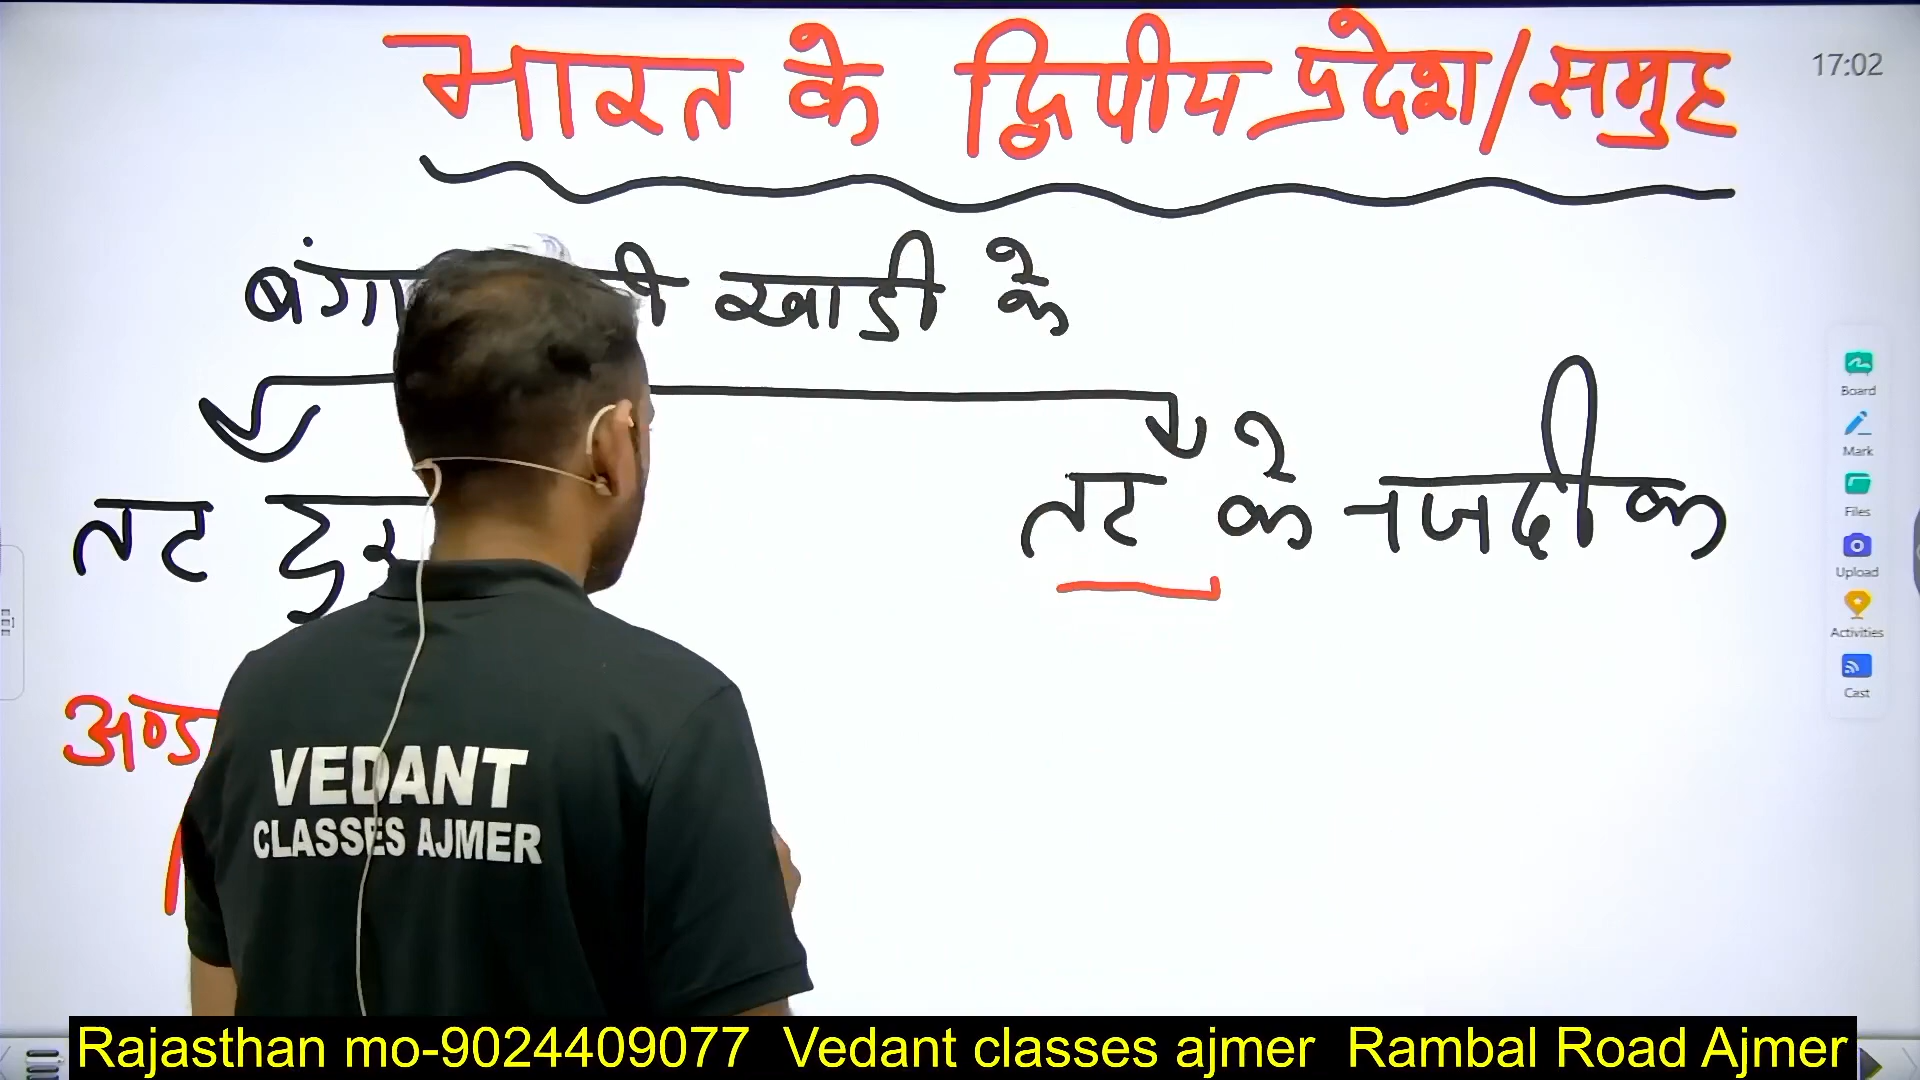 भारत के द्विपीय प्रदेश/समुह
17:02
खाडी के
तट
तट के नजदीक
Board
Mark
Files
Upload
Activities
Cast
VEDANT
CLASSES AJMER
Rajasthan mo-9024409077 Vedant classes ajmer Rambal Road Ajmer